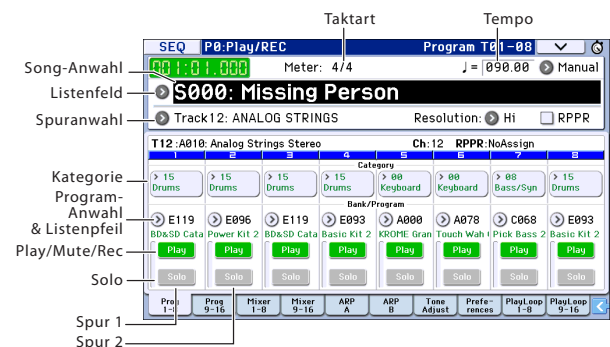 Taktart Tempo
SEQ P0:Play/REC Program T01-08
Song-Anwahl 001:01.000 Meter: 4/4 ♩= 090.00 Manual
Listenfeld S000: Missing Person
Spuranwahl Track12: ANALOG STRINGS Resolution: Hi RPPR
T12 :A010: Analog Strings Stereo Ch:12 RPPR:NoAssign
1 2 3 4 5 6 7 8
Category
Kategorie 15 Drums 15 Drums 15 Drums 15 Drums 00 Keyboard 00 Keyboard 08 Bass/Syn 15 Drums
Bank/Program
Program-Anwahl & Listenpfeil E119 E096 E119 E093 A000 A078 C068 E093
BD&SD Cata Power Kit 2 BD&SD Cata Basic Kit 2 KROME Gran Touch Wah Pick Bass 2 Basic Kit 2
Play/Mute/Rec Play Play Play Play Play Play Play Play
Solo Solo Solo Solo Solo Solo Solo Solo Solo
Prog 1-8 Prog 9-16 Mixer 1-8 Mixer 9-16 ARP A ARP B Tone Adjust Prefe-rences PlayLoop 1-8 PlayLoop 9-16
Spur 1
Spur 2